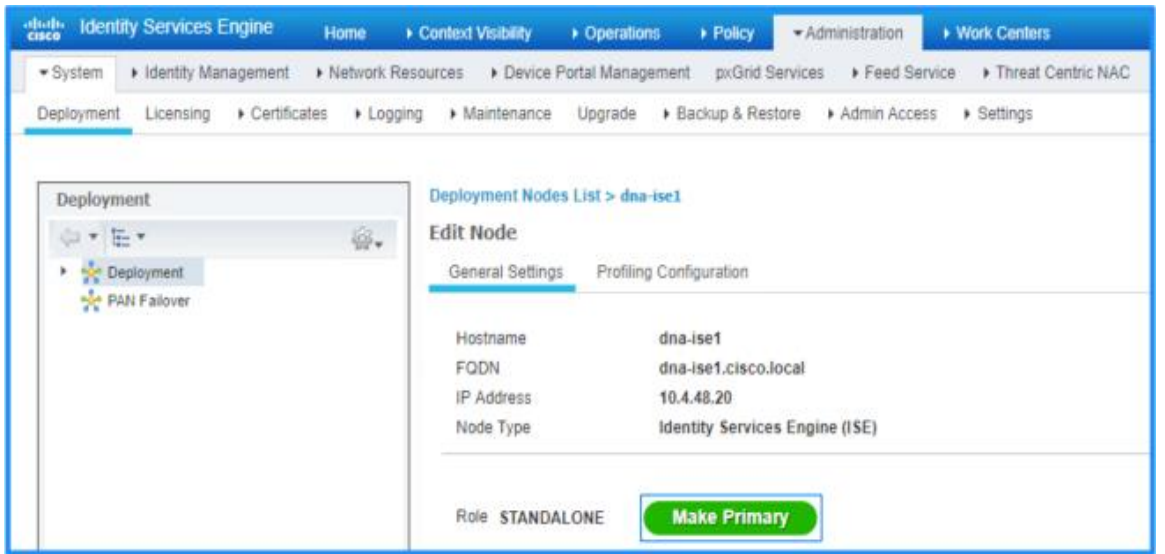 cisco Identity Services Engine Home Context Visibility Operations Policy Administration Work Centers
System Identity Management Network Resources Device Portal Management pxGrid Services Feed Service Threat Centric NAC
Deployment Licensing Certificates Logging Maintenance Upgrade Backup & Restore Admin Access Settings
Deployment
Deployment
PAN Failover
Deployment Nodes List > dna-ise1
Edit Node
General Settings Profiling Configuration
Hostname dna-ise1
FQDN dna-ise1.cisco.local
IP Address 10.4.48.20
Node Type Identity Services Engine (ISE)
Role STANDALONE Make Primary